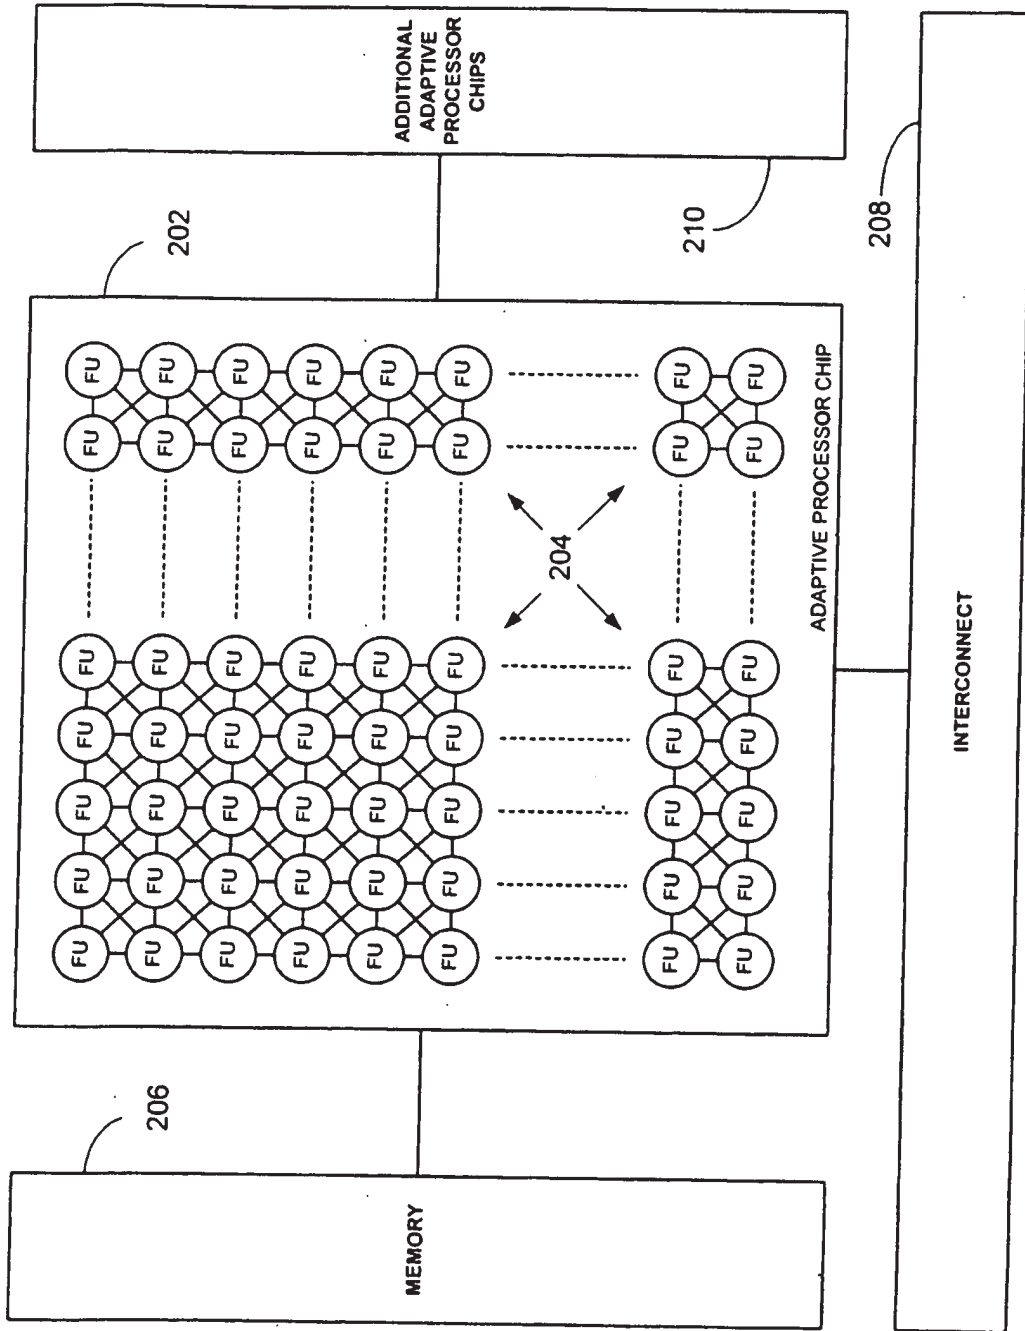 206
202
MEMORY
FU FU FU FU FU FU FU
FU FU FU FU FU FU FU
FU FU FU FU FU FU FU
FU FU FU FU FU FU FU
FU FU FU FU FU FU FU
FU FU FU FU FU FU FU
204
FU FU FU FU FU FU FU
FU FU FU FU FU FU FU
ADAPTIVE PROCESSOR CHIP
ADDITIONAL
ADAPTIVE
PROCESSOR
CHIPS
210
208
INTERCONNECT